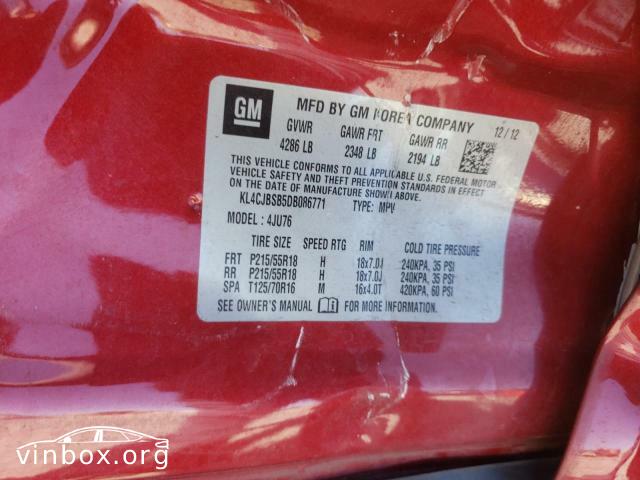 GM
MFD BY GM KOREA COMPANY
12/12
GVWR GAWR FRT GAWR RR
4286 LB 2348 LB 2194 LB
THIS VEHICLE CONFORMS TO ALL APPLICABLE U.S. FEDERAL MOTOR
VEHICLE SAFETY AND THEFT PREVENTION STANDARDS IN EFFECT
ON THE DATE OF MANUFACTURE SHOWN ABOVE.
KL4CJBSB5DB0R6771 TYPE: MPV
MODEL: 4JU76
TIRE SIZE SPEED RTG RIM COLD TIRE PRESSURE
FRT P215/55R18 H 18x7.0J 240KPA, 35 PSI
RR P215/55R18 H 18x7.0J 240KPA, 35 PSI
SPA T125/70R16 M 16x4.0T 420KPA, 60 PSI
SEE OWNER'S MANUAL FOR MORE INFORMATION.
vinbox.org